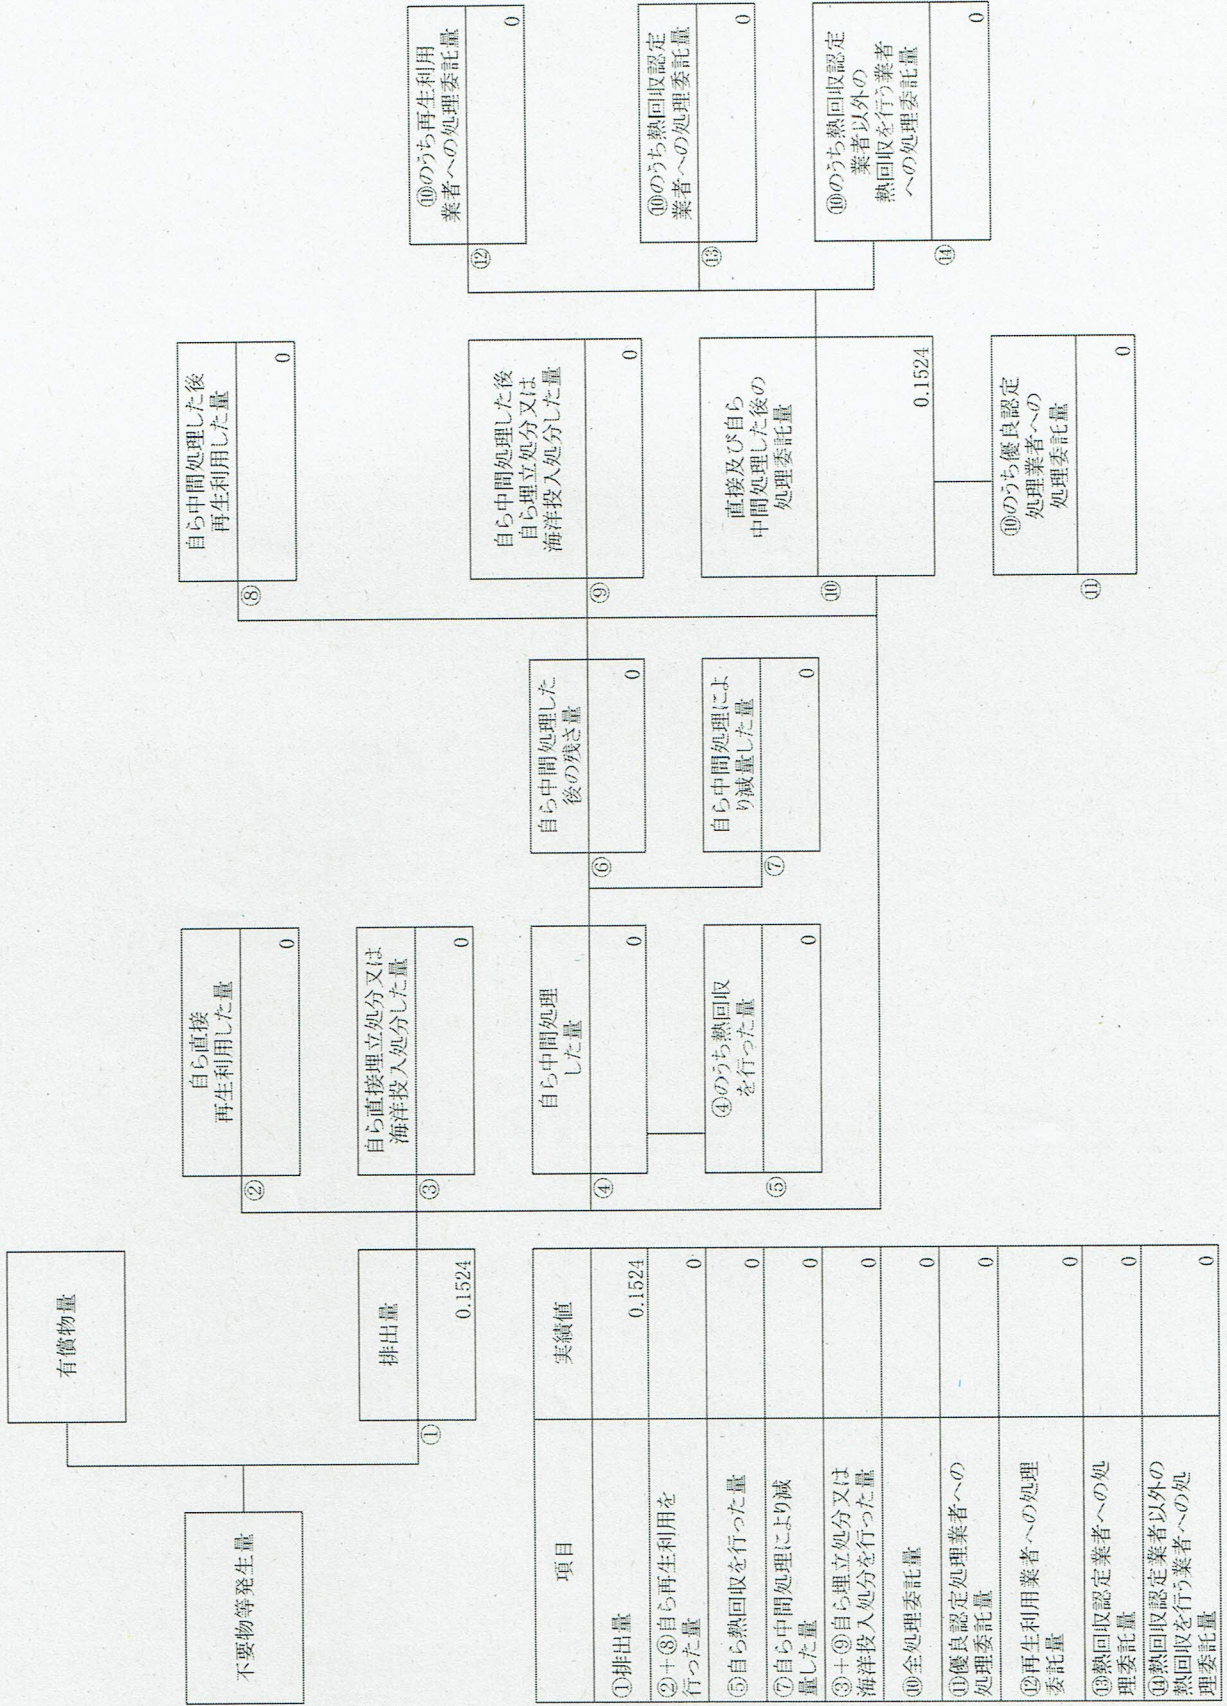 有償物量
不要物等発生量
①
排出量
0.1524
②
自ら直接
再生利用した量
0
③
自ら直接埋立処分又は
海洋投入処分した量
0
④
自ら中間処理
した量
0
⑤
④のうち熱回収
を行った量
0
⑥
自ら中間処理した
後の残さ量
0
⑦
自ら中間処理によ
り減量した量
0
⑧
自ら中間処理した後
再生利用した量
0
⑨
自ら中間処理した後
自ら埋立処分又は
海洋投入処分した量
0
⑩
直接及び自ら
中間処理した後の
処理委託量
0.1524
⑪
⑩のうち優良認定
処理業者への
処理委託量
0
⑫
⑩のうち再生利用
業者への処理委託量
0
⑬
⑩のうち熱回収認定
業者への処理委託量
0
⑭
⑩のうち熱回収認定
業者以外の
熱回収を行う業者
への処理委託量
0
項目 実績値
①排出量 0.1524
②+⑧自ら再生利用を
行った量 0
⑤自ら熱回収を行った量 0
⑦自ら中間処理により減
量した量 0
③+⑨自ら埋立処分又は
海洋投入処分を行った量 0
⑩全処理委託量 0
⑪優良認定処理業者への
処理委託量 0
⑫再生利用業者への処理
委託量 0
⑬熱回収認定業者への処
理委託量 0
⑭熱回収認定業者以外の
熱回収を行う業者への処
理委託量 0